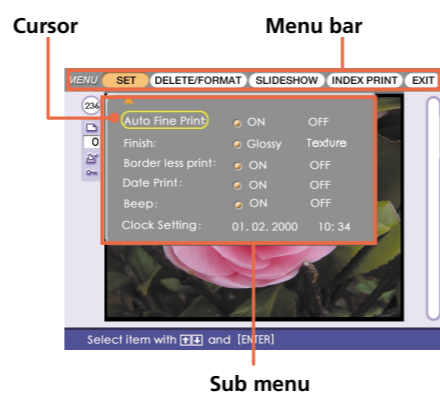 Cursor Menu bar
MENU SET DELETE/FORMAT SLIDESHOW INDEX PRINT EXIT
236
0
Auto Fine Print: ON OFF
Finish: Glossy Texture
Border less print: ON OFF
Date Print: ON OFF
Beep: ON OFF
Clock Setting: 01. 02. 2000 10: 34
Select item with ↑↓ and [ENTER]
Sub menu